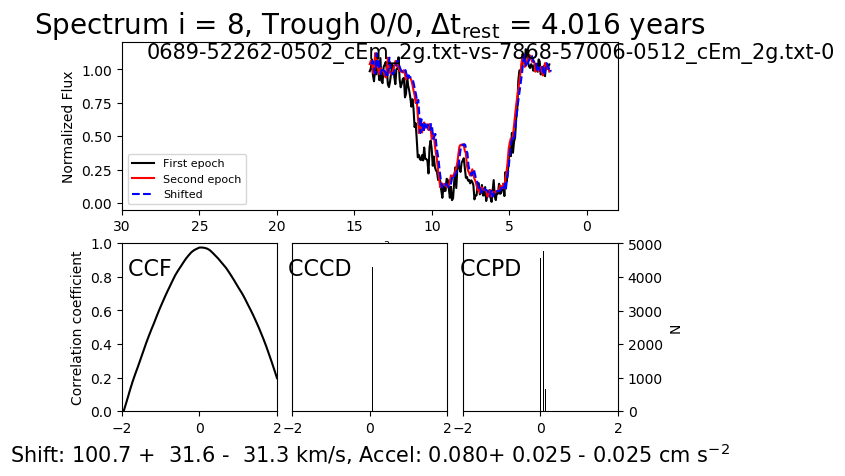 Spectrum i = 8, Trough 0/0, Δt_rest = 4.016 years
0689-52262-0502_cEm_2g.txt-vs-7868-57006-0512_cEm_2g.txt-0
Normalized Flux
1.00
0.75
0.50
0.25
0.00
First epoch
Second epoch
Shifted
30 25 20 15 10 5 0
Correlation coefficient
1.0
0.8
0.6
0.4
0.2
0.0
CCF
CCCD
CCPD
5000
4000
3000
2000
1000
0
N
−2 0 2
−2 0 2
−2 0 2
Shift: 100.7 + 31.6 - 31.3 km/s, Accel: 0.080+ 0.025 - 0.025 cm s⁻²